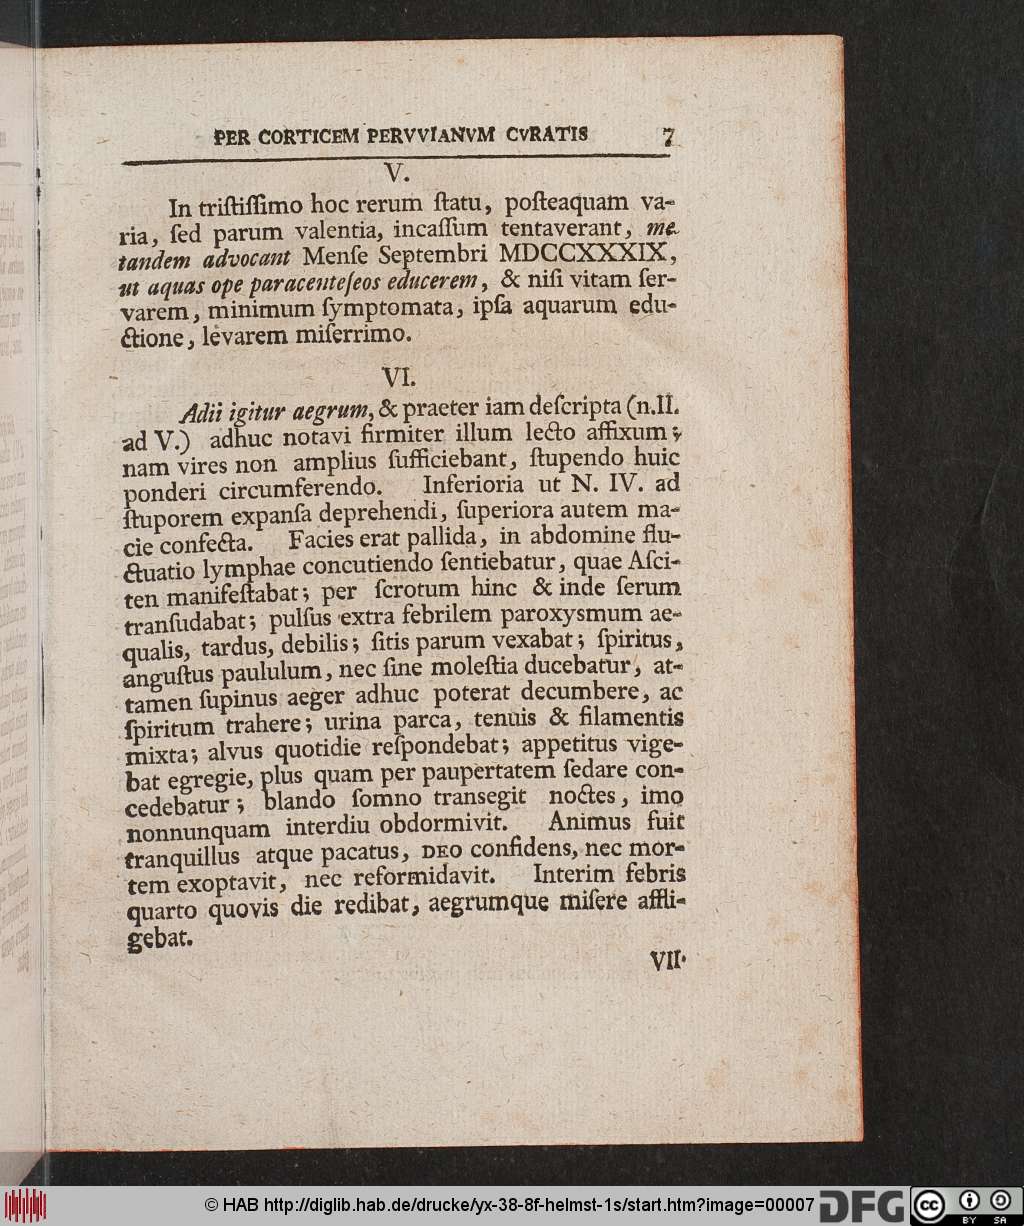 PER CORTICEM PERVVIANVM CVRATIS 7
V.
In triſtiſſimo hoc rerum ſtatu, poſteaquam va-
ria, ſed parum valentia, incaſſum tentaverant, me
tandem advocant Menſe Septembri MDCCXXXIX,
ut aquas ope paracenteſeos educerem, & niſi vitam ſer-
varem, minimum ſymptomata, ipſa aquarum edu-
ctione, levarem miſerrimo.
VI.
Adii igitur aegrum, & praeter iam deſcripta (n.II.
ad V.) adhuc notavi firmiter illum lecto affixum;
nam vires non amplius ſufficiebant, ſtupendo huic
ponderi circumferendo. Inferioria ut N. IV. ad
ſtuporem expanſa deprehendi, ſuperiora autem ma-
cie confecta. Facies erat pallida, in abdomine flu-
ctuatio lymphae concutiendo ſentiebatur, quae Aſci-
ten manifeſtabat; per ſcrotum hinc & inde ſerum
tranſudabat; pulſus extra febrilem paroxysmum ae-
qualis, tardus, debilis; ſitis parum vexabat; ſpiritus,
anguſtus paululum, nec ſine moleſtia ducebatur, at-
tamen ſupinus aeger adhuc poterat decumbere, ac
ſpiritum trahere; urina parca, tenuis & filamentis
mixta; alvus quotidie reſpondebat; appetitus vige-
bat egregie, plus quam per paupertatem ſedare con-
cedebatur; blando ſomno transegit noctes, imo
nonnunquam interdiu obdormivit. Animus fuit
tranquillus atque pacatus, DEO confidens, nec mor-
tem exoptavit, nec reformidavit. Interim febris
quarto quovis die redibat, aegrumque miſere affli-
gebat.
VII.
© HAB http://diglib.hab.de/drucke/yx-38-8f-helmst-1s/start.htm?image=00007 DFG cc BY SA